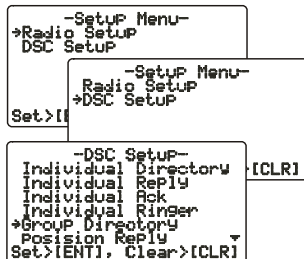 -Setup Menu-
→Radio Setup
DSC Setup
Set>[E
-Setup Menu-
Radio Setup
→DSC Setup
>[CLR]
-DSC Setup-
Individual Directory
Individual Reply
Individual Ack
Individual Ringer
→Group Directory
Posision Reply ▼
Set>[ENT], Clear>[CLR]